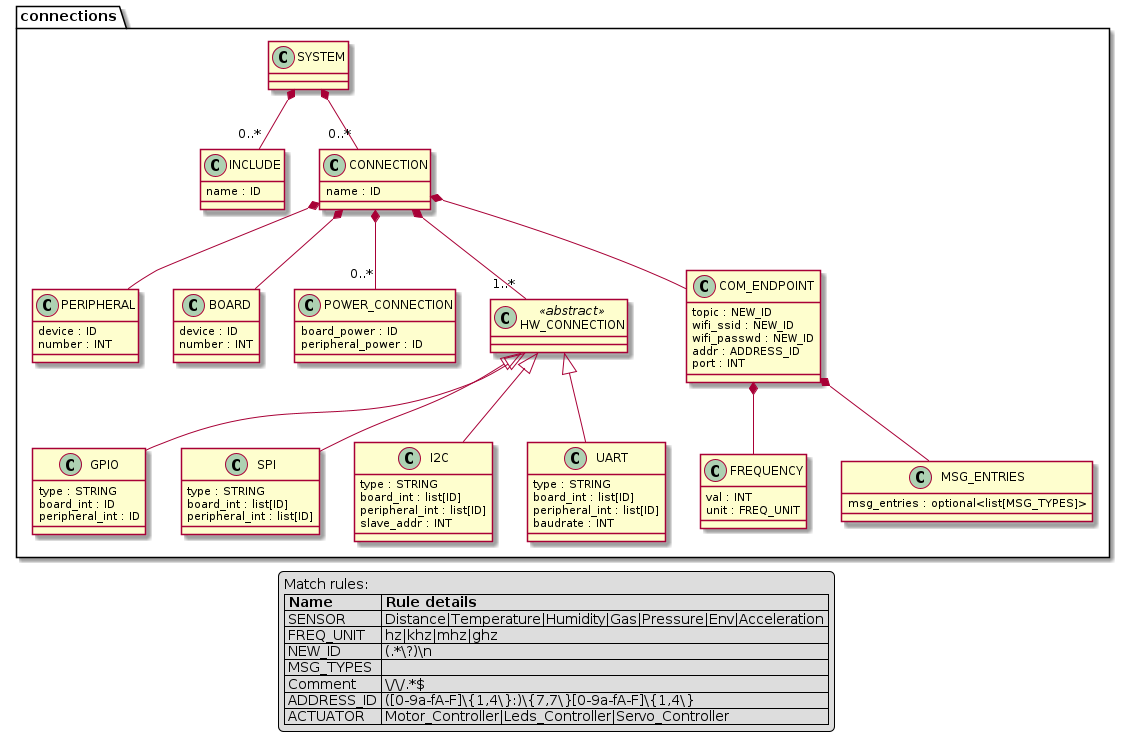 connections
C SYSTEM
0..* 0..*
C INCLUDE
name : ID
C CONNECTION
name : ID
0..* 1..*
C PERIPHERAL
device : ID
number : INT
C BOARD
device : ID
number : INT
C POWER_CONNECTION
board_power : ID
peripheral_power : ID
C «abstract»
HW_CONNECTION
C COM_ENDPOINT
topic : NEW_ID
wifi_ssid : NEW_ID
wifi_passwd : NEW_ID
addr : ADDRESS_ID
port : INT
C GPIO
type : STRING
board_int : ID
peripheral_int : ID
C SPI
type : STRING
board_int : list[ID]
peripheral_int : list[ID]
C I2C
type : STRING
board_int : list[ID]
peripheral_int : list[ID]
slave_addr : INT
C UART
type : STRING
board_int : list[ID]
peripheral_int : list[ID]
baudrate : INT
C FREQUENCY
val : INT
unit : FREQ_UNIT
C MSG_ENTRIES
msg_entries : optional<list[MSG_TYPES]>
Match rules:
Name Rule details
SENSOR Distance|Temperature|Humidity|Gas|Pressure|Env|Acceleration
FREQ_UNIT hz|khz|mhz|ghz
NEW_ID (.*\?)\n
MSG_TYPES
Comment \/\/.*$
ADDRESS_ID ([0-9a-fA-F]\{1,4\}:)\{7,7\}[0-9a-fA-F]\{1,4\}
ACTUATOR Motor_Controller|Leds_Controller|Servo_Controller